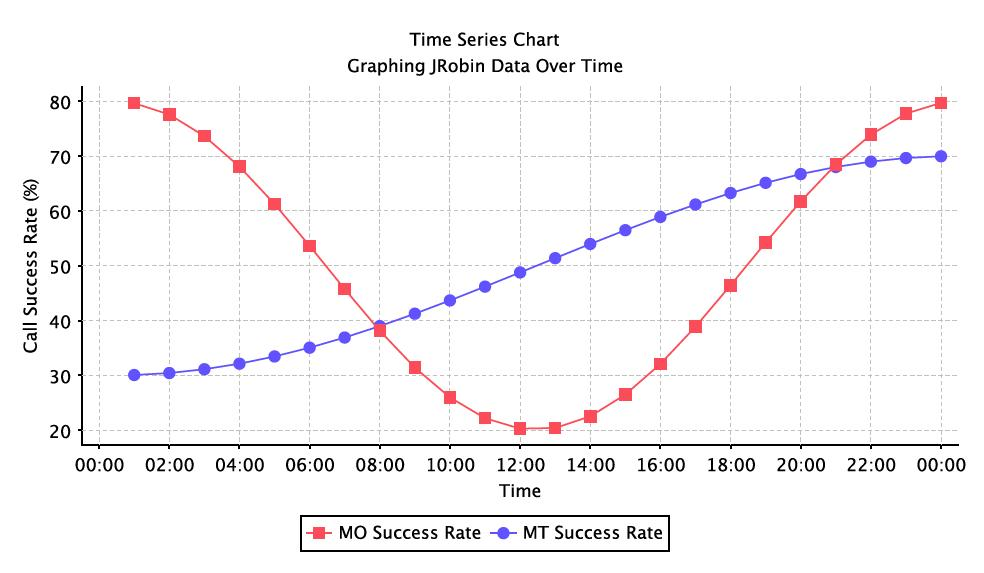 Time Series Chart
Graphing JRobin Data Over Time
Call Success Rate (%)
80
70
60
50
40
30
20
00:00 02:00 04:00 06:00 08:00 10:00 12:00 14:00 16:00 18:00 20:00 22:00 00:00
Time
MO Success Rate MT Success Rate